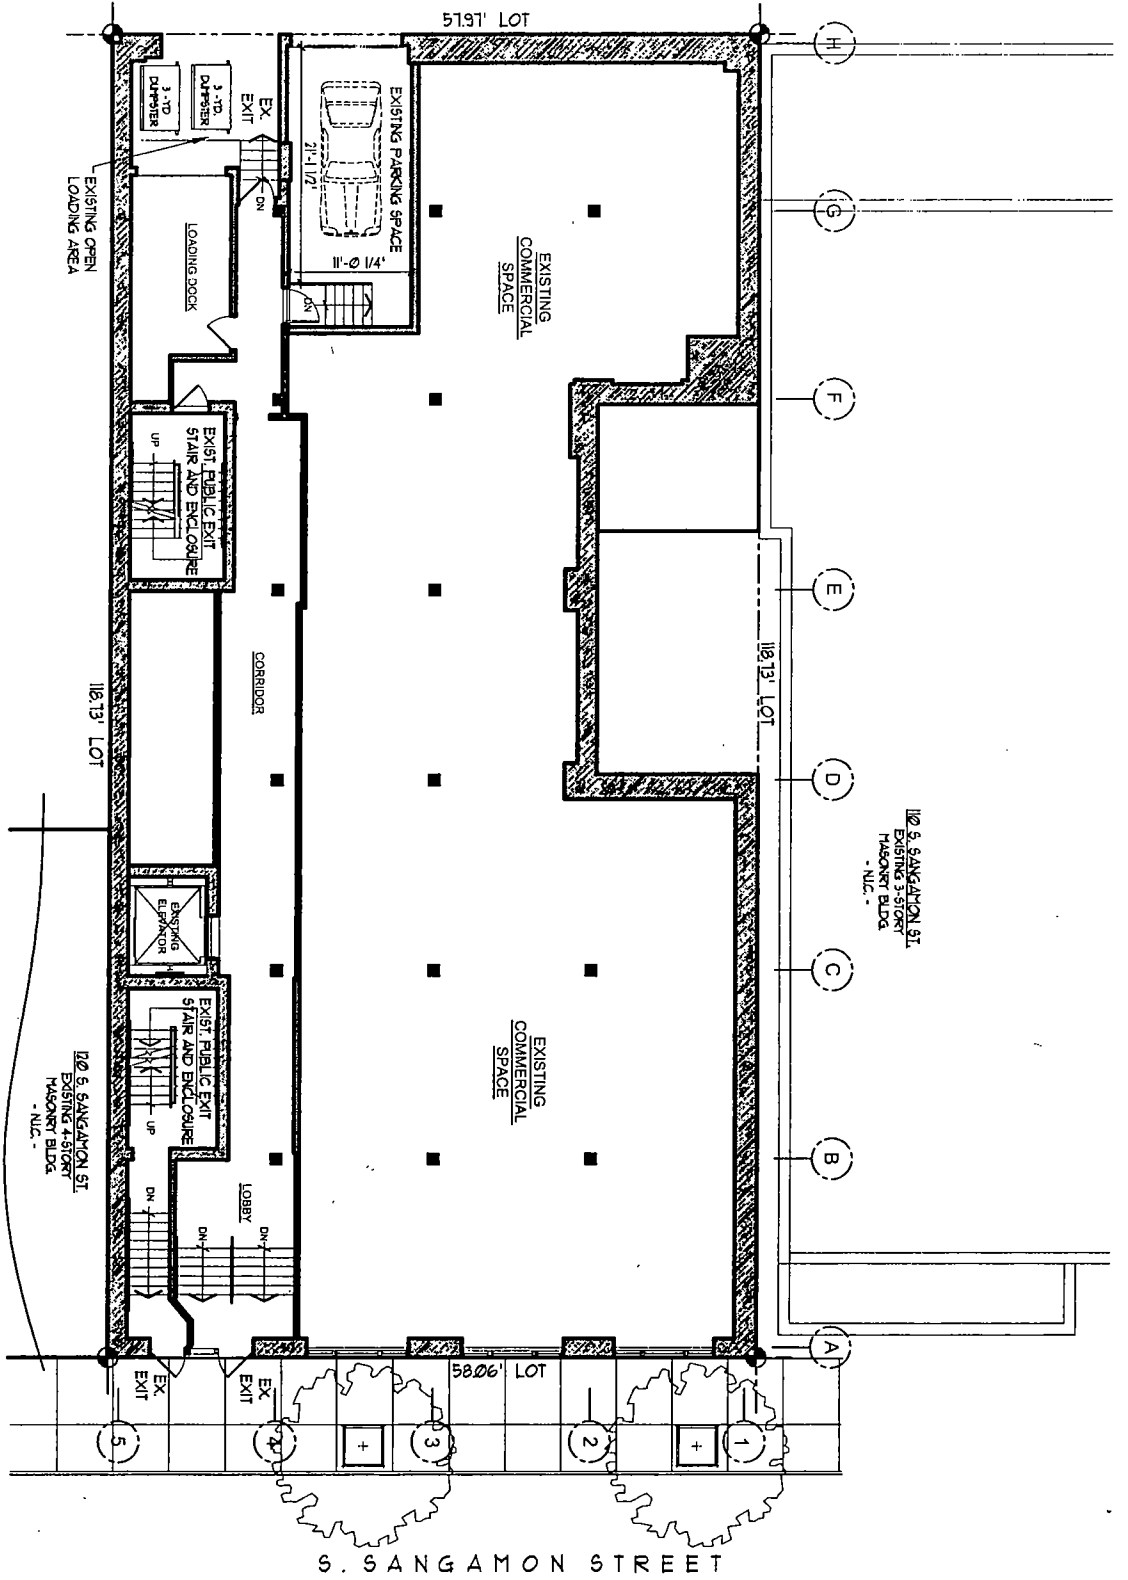 57.97' LOT
H
3 -YD.
DUMPSTER
3 -YD.
DUMPSTER
EX.
EXIT
EXISTING PARKING SPACE
21'-1 1/2"
11'-0 1/4"
DN
DN
EXISTING OPEN
LOADING AREA
LOADING DOCK
G
EXISTING
COMMERCIAL
SPACE
F
UP
EXIST. PUBLIC EXIT
STAIR AND ENCLOSURE
E
CORRIDOR
118.73' LOT
118.73' LOT
D
110 S. SANGAMON ST.
EXISTING 3-STORY
MASONRY BLDG.
- N.I.C. -
EXISTING
ELEVATOR
C
EXIST. PUBLIC EXIT
STAIR AND ENCLOSURE
UP
EXISTING
COMMERCIAL
SPACE
120 S. SANGAMON ST.
EXISTING 4-STORY
MASONRY BLDG.
- N.I.C. -
B
LOBBY
DN
DN
DN
A
58.06' LOT
EX.
EXIT
EX.
EXIT
5
4
3
2
1
S. SANGAMON STREET